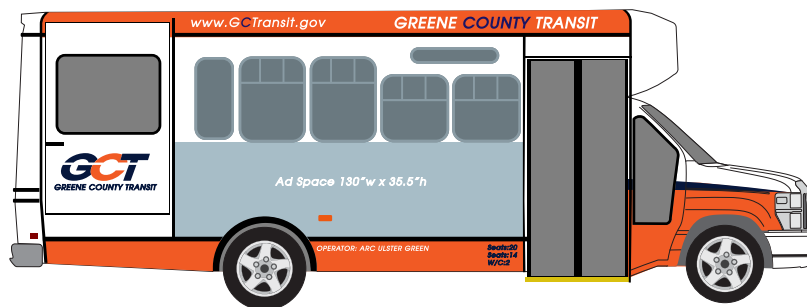 www.GCTransit.gov
GREENE COUNTY TRANSIT
GCT
GREENE COUNTY TRANSIT
Ad Space 130"w x 35.5"h
OPERATOR: ARC ULSTER GREEN
Seats:20
Seats:14
W/C:2